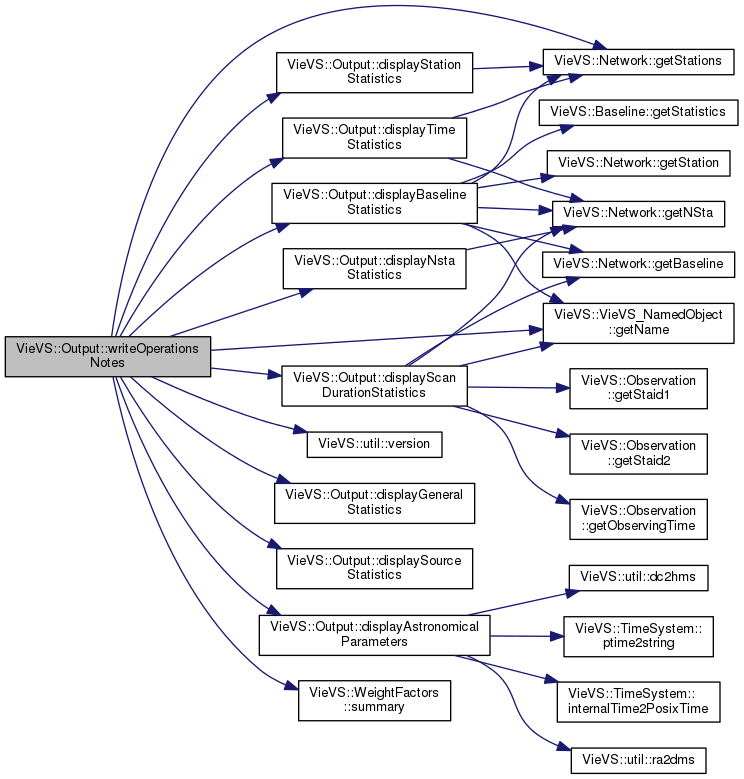 VieVS::Output::writeOperations
Notes
VieVS::Output::displayStation
Statistics
VieVS::Output::displayTime
Statistics
VieVS::Output::displayBaseline
Statistics
VieVS::Output::displayNsta
Statistics
VieVS::Output::displayScan
DurationStatistics
VieVS::util::version
VieVS::Output::displayGeneral
Statistics
VieVS::Output::displaySource
Statistics
VieVS::Output::displayAstronomical
Parameters
VieVS::WeightFactors
::summary
VieVS::Network::getStations
VieVS::Baseline::getStatistics
VieVS::Network::getStation
VieVS::Network::getNSta
VieVS::Network::getBaseline
VieVS::VieVS_NamedObject
::getName
VieVS::Observation
::getStaid1
VieVS::Observation
::getStaid2
VieVS::Observation
::getObservingTime
VieVS::util::dc2hms
VieVS::TimeSystem::
ptime2string
VieVS::TimeSystem::
internalTime2PosixTime
VieVS::util::ra2dms